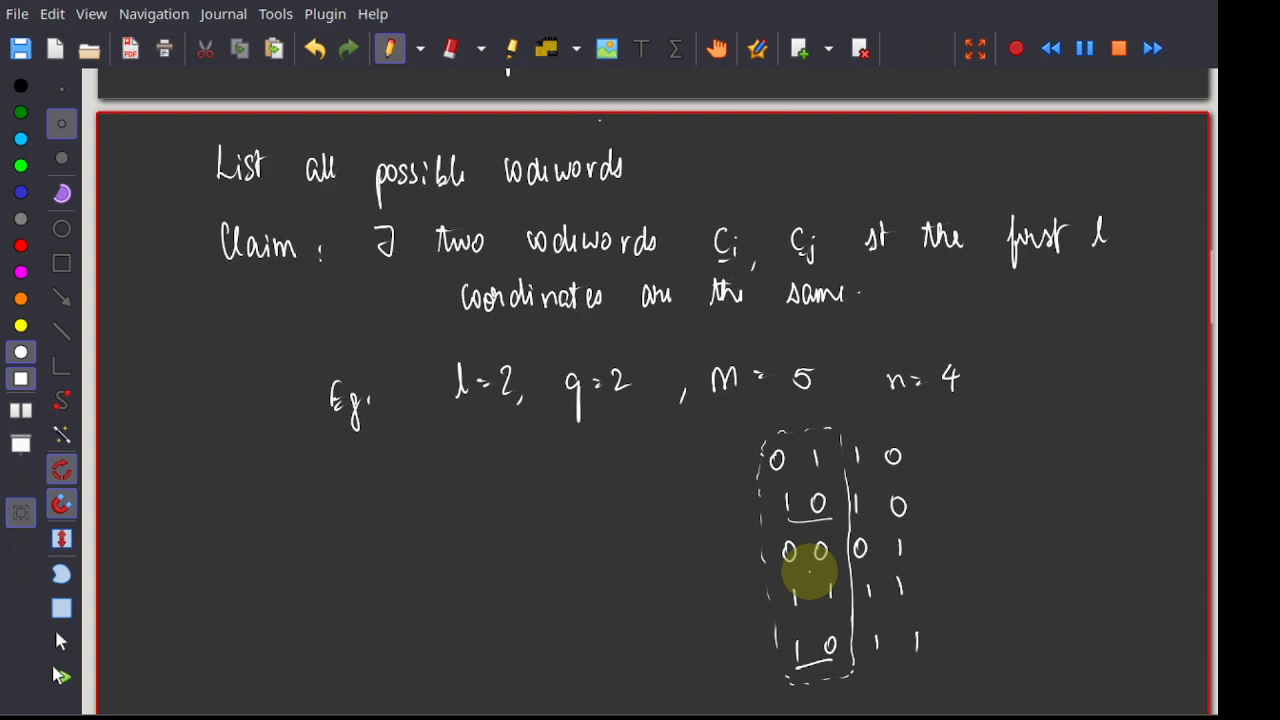 File Edit View Navigation Journal Tools Plugin Help
List all possible codewords
Claim: ∃ two codewords c_i, c_j st the first l
coordinates are the same.
Eg. l=2, q=2, M = 5 n=4
0 1 1 0
1 0 1 0
0 0 0 1
1 1 1 1
1 0 1 1